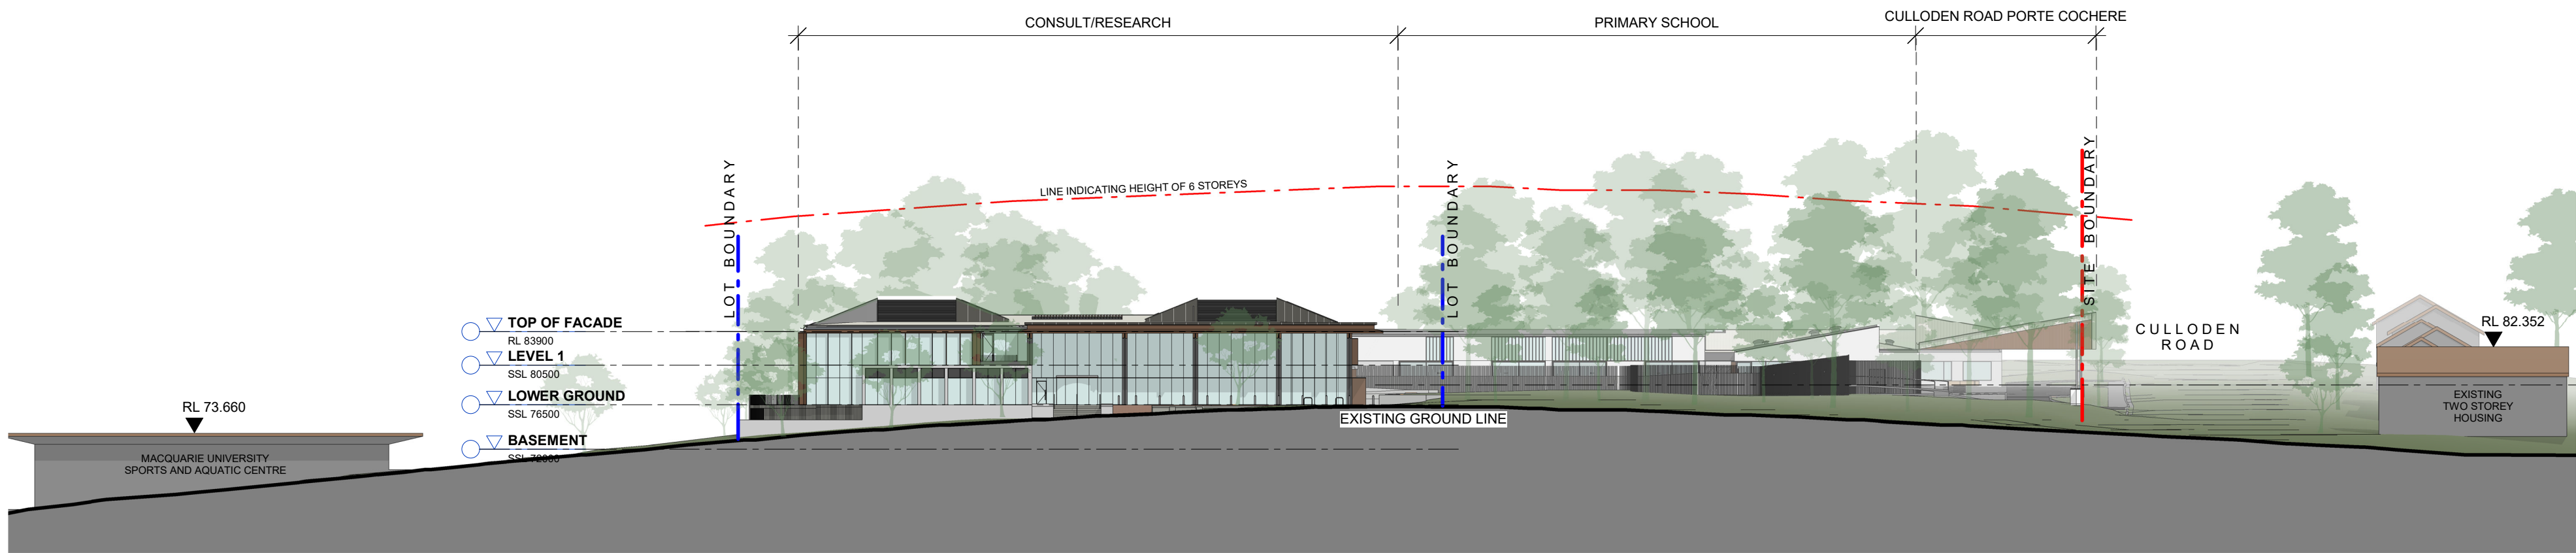 CONSULT/RESEARCH
PRIMARY SCHOOL
CULLODEN ROAD PORTE COCHERE
LOT BOUNDARY
LINE INDICATING HEIGHT OF 6 STOREYS
LOT BOUNDARY
SITE BOUNDARY
TOP OF FACADE
RL 83900
LEVEL 1
SSL 80500
LOWER GROUND
SSL 76500
BASEMENT
SSL
RL 73.660
MACQUARIE UNIVERSITY
SPORTS AND AQUATIC CENTRE
EXISTING GROUND LINE
CULLODEN
ROAD
RL 82.352
EXISTING
TWO STOREY
HOUSING